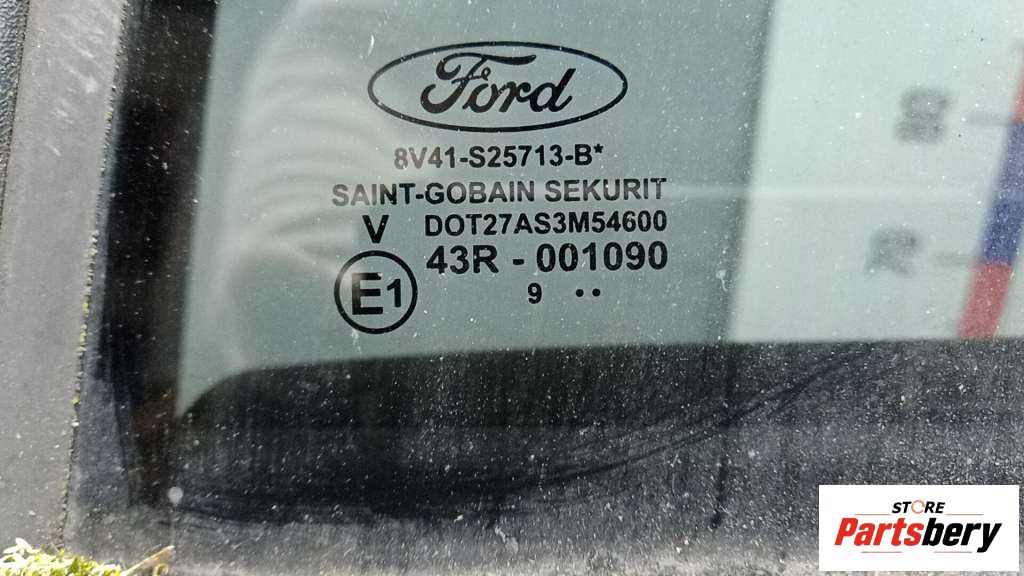 Ford
8V41-S25713-B*
SAINT-GOBAIN SEKURIT
V DOT27AS3M54600
43R - 001090
E1
9 ••
STORE
Partsbery